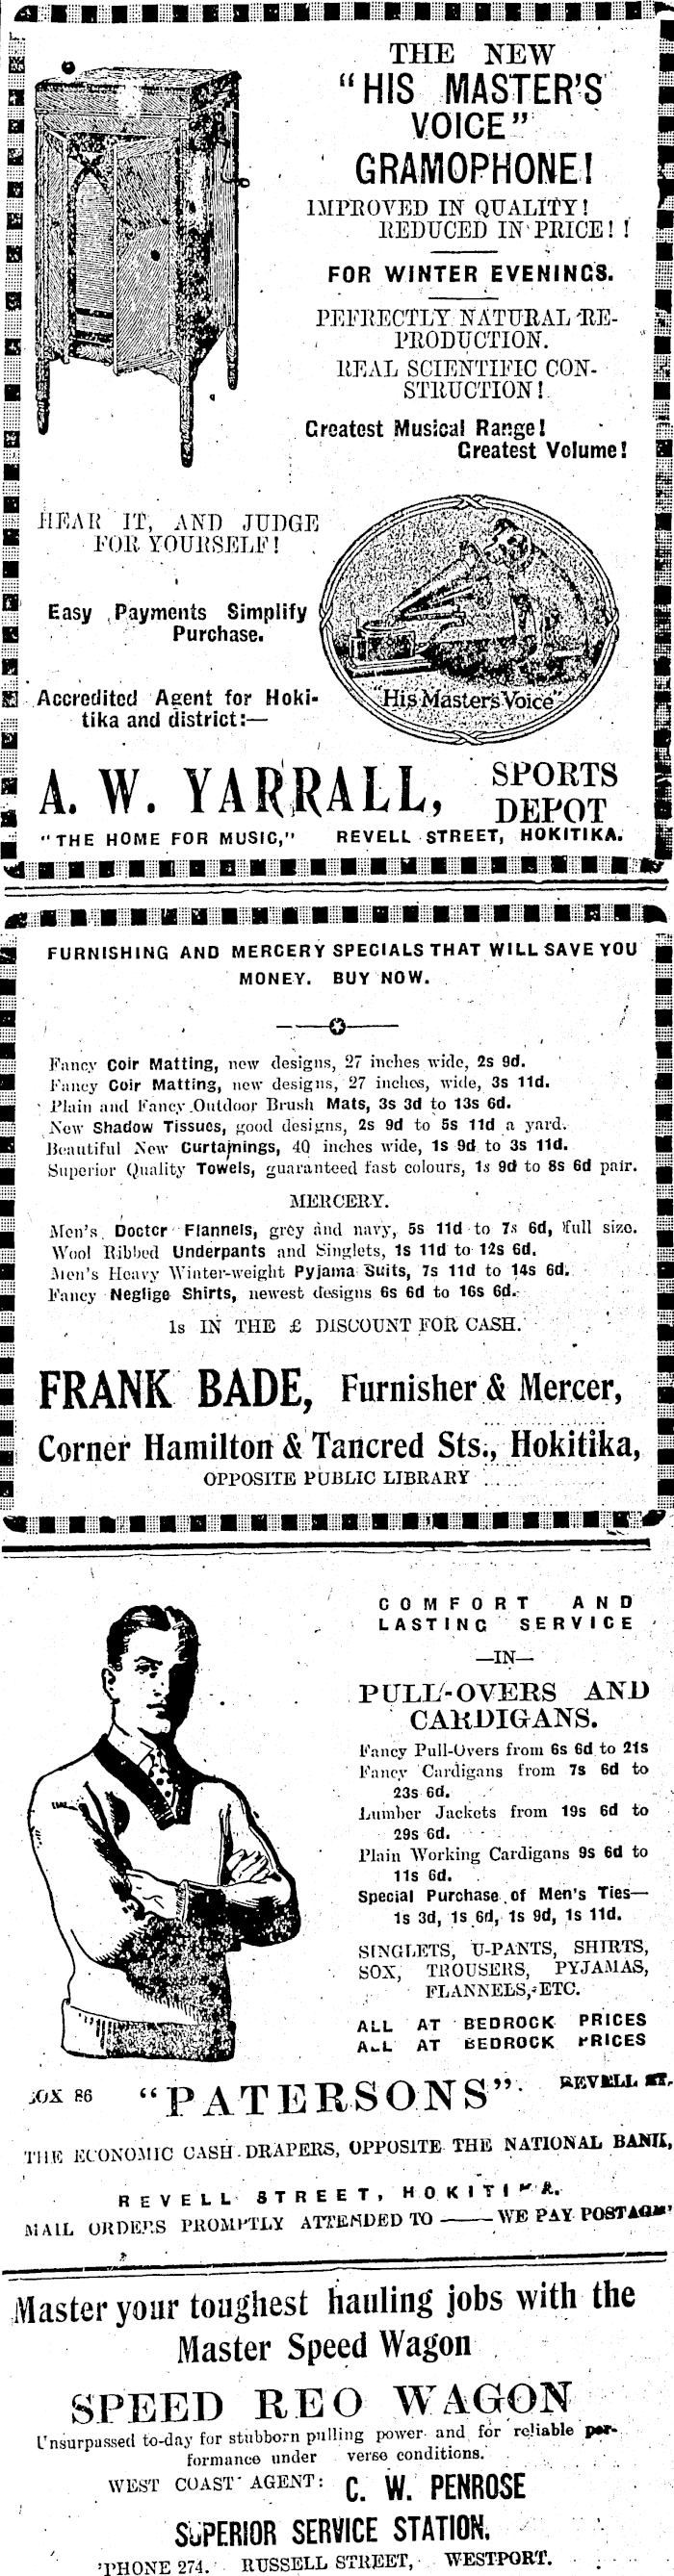 THE NEW
"HIS MASTER'S
VOICE"
GRAMOPHONE!
IMPROVED IN QUALITY!
REDUCED IN PRICE! !
FOR WINTER EVENINGS.
PEFRECTLY NATURAL RE-
PRODUCTION.
REAL SCIENTIFIC CON-
STRUCTION!
Greatest Musical Range!
Greatest Volume!
HEAR IT, AND JUDGE
FOR YOURSELF!
Easy Payments Simplify
Purchase.
Accredited Agent for Hoki-
tika and district:—
"His Master's Voice"
A. W. YARRALL,
SPORTS
DEPOT
"THE HOME FOR MUSIC," REVELL STREET, HOKITIKA.
FURNISHING AND MERCERY SPECIALS THAT WILL SAVE YOU
MONEY. BUY NOW.
Fancy Coir Matting, new designs, 27 inches wide, 2s 9d.
Fancy Coir Matting, new designs, 27 inches, wide, 3s 11d.
Plain and Fancy Outdoor Brush Mats, 3s 3d to 13s 6d.
New Shadow Tissues, good designs, 2s 9d to 5s 11d a yard.
Beautiful New Curtainings, 40 inches wide, 1s 9d to 3s 11d.
Superior Quality Towels, guaranteed fast colours, 1s 9d to 8s 6d pair.
MERCERY.
Men's Doctor Flannels, grey and navy, 5s 11d to 7s 6d, full size.
Wool Ribbed Underpants and Singlets, 1s 11d to 12s 6d.
Men's Heavy Winter-weight Pyjama Suits, 7s 11d to 14s 6d.
Fancy Neglige Shirts, newest designs 6s 6d to 16s 6d.
1s IN THE £ DISCOUNT FOR CASH.
FRANK BADE, Furnisher & Mercer,
Corner Hamilton & Tancred Sts., Hokitika,
OPPOSITE PUBLIC LIBRARY
COMFORT AND
LASTING SERVICE
—IN—
PULL-OVERS AND
CARDIGANS.
Fancy Pull-Overs from 6s 6d to 21s
Fancy Cardigans from 7s 6d to
23s 6d.
Lumber Jackets from 19s 6d to
29s 6d.
Plain Working Cardigans 9s 6d to
11s 6d.
Special Purchase of Men's Ties—
1s 3d, 1s 6d, 1s 9d, 1s 11d.
SINGLETS, U-PANTS, SHIRTS,
SOX, TROUSERS, PYJAMAS,
FLANNELS, ETC.
ALL AT BEDROCK PRICES
ALL AT BEDROCK PRICES
BOX 86 "PATERSONS" REVELL ST.
THE ECONOMIC CASH DRAPERS, OPPOSITE THE NATIONAL BANK,
REVELL STREET, HOKITIKA.
MAIL ORDERS PROMPTLY ATTENDED TO —— WE PAY POSTAGE
Master your toughest hauling jobs with the
Master Speed Wagon
SPEED REO WAGON
Unsurpassed to-day for stubborn pulling power and for reliable per-
formance under verse conditions.
WEST COAST AGENT: C. W. PENROSE
SUPERIOR SERVICE STATION.
'PHONE 274. RUSSELL STREET, WESTPORT.